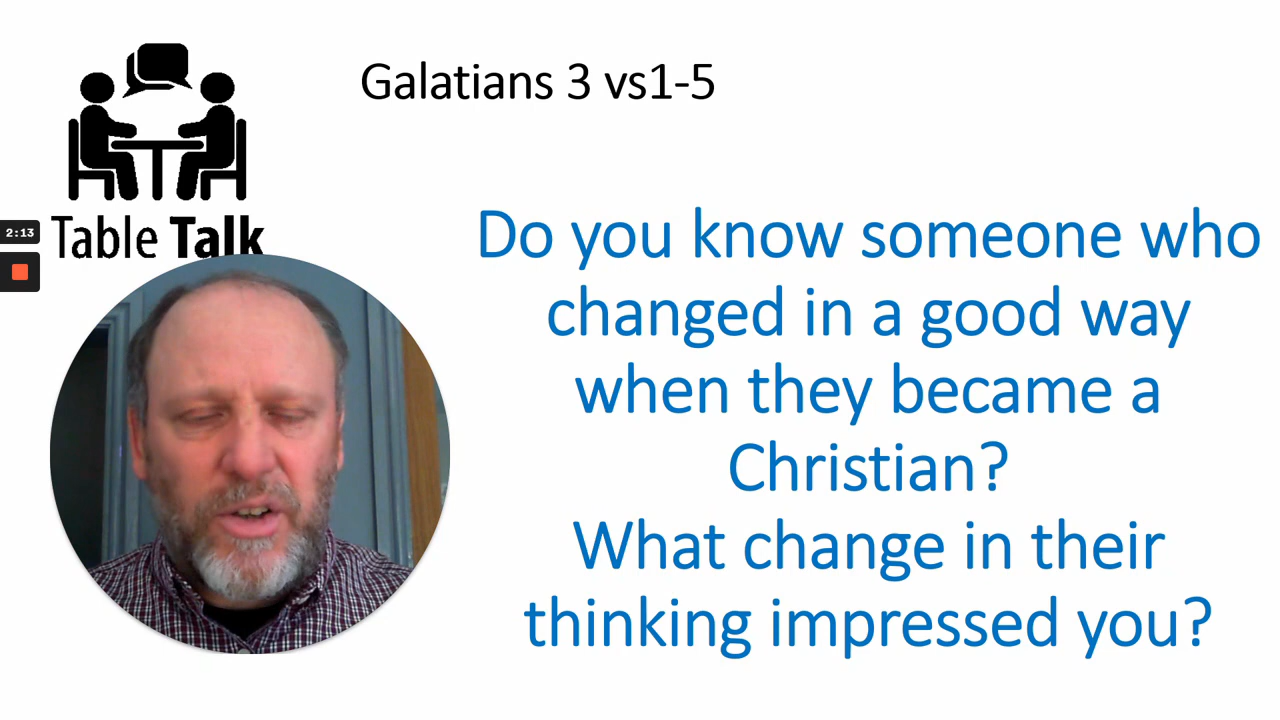 Galatians 3 vs1-5
2:13
Table Talk
Do you know someone who
changed in a good way
when they became a
Christian?
What change in their
thinking impressed you?